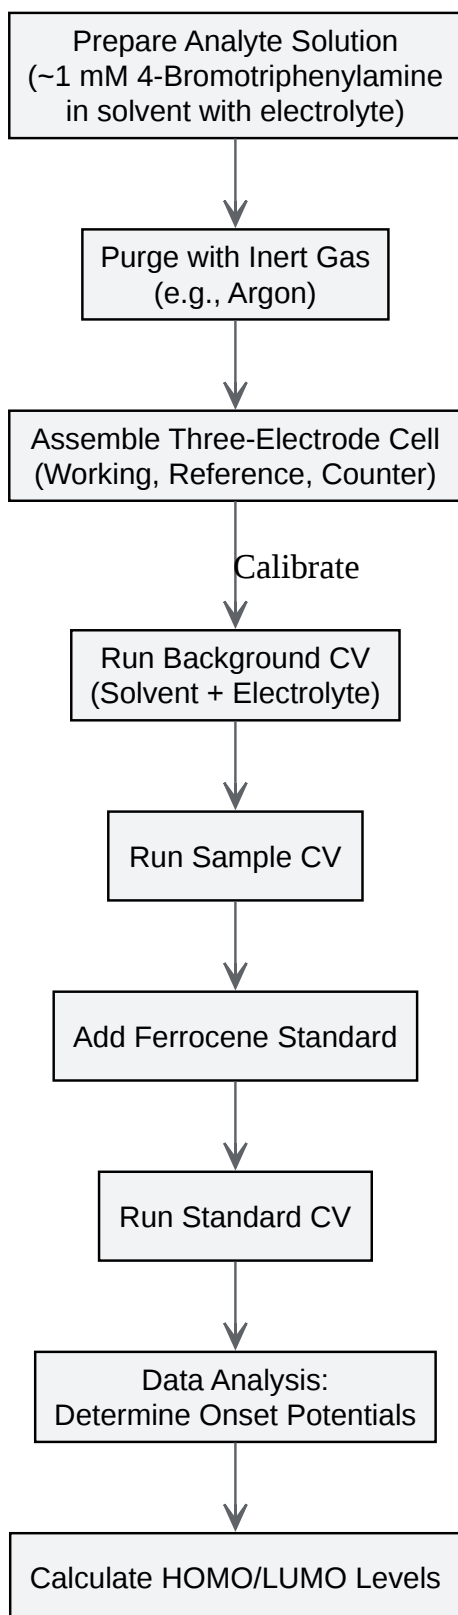 Prepare Analyte Solution
(~1 mM 4-Bromotriphenylamine
in solvent with electrolyte)
Purge with Inert Gas
(e.g., Argon)
Assemble Three-Electrode Cell
(Working, Reference, Counter)
Calibrate
Run Background CV
(Solvent + Electrolyte)
Run Sample CV
Add Ferrocene Standard
Run Standard CV
Data Analysis:
Determine Onset Potentials
Calculate HOMO/LUMO Levels